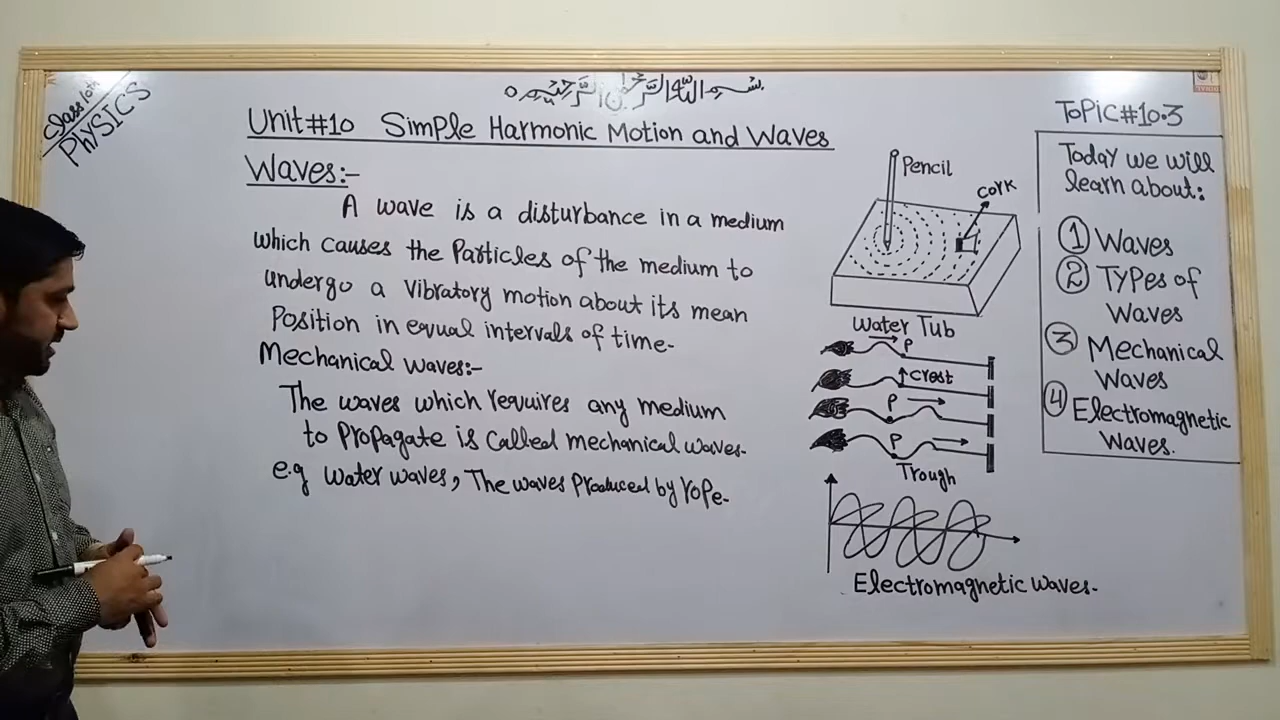 Class 10th
PHYSICS
بسم الله الرحمن الرحيم
Unit#10 Simple Harmonic Motion and Waves
Waves:-
A wave is a disturbance in a medium
which causes the Particles of the medium to
undergo a vibratory motion about its mean
Position in equal intervals of time.
Mechanical waves:-
The waves which requires any medium
to Propagate is called mechanical waves.
e.g water waves, The waves Produced by rope.
Pencil
cork
Water Tub
P
crest
P
P
Trough
Electromagnetic waves.
ToPiC#10.3
Today we will
learn about:
1 Waves
2 Types of
Waves
3 Mechanical
Waves
4 Electromagnetic
Waves.